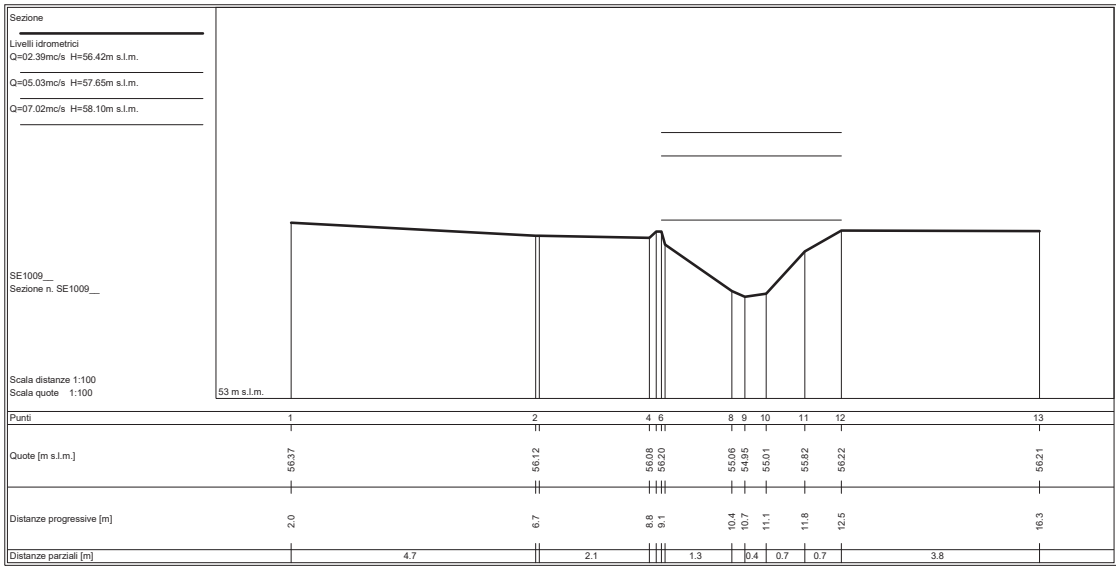 Sezione
Livelli idrometrici
Q=02.39mc/s H=56.42m s.l.m.
Q=05.03mc/s H=57.65m s.l.m.
Q=07.02mc/s H=58.10m s.l.m.
SE1009__
Sezione n. SE1009__
Scala distanze 1:100
Scala quote 1:100
53 m s.l.m.
Punti 1 2 4 6 8 9 10 11 12 13
Quote [m s.l.m.] 56.37 56.12 56.08 56.20 55.06 54.95 55.01 55.82 56.22 56.21
Distanze progressive [m] 2.0 6.7 8.8 9.1 10.4 10.7 11.1 11.8 12.5 16.3
Distanze parziali [m] 4.7 2.1 1.3 0.4 0.7 0.7 3.8